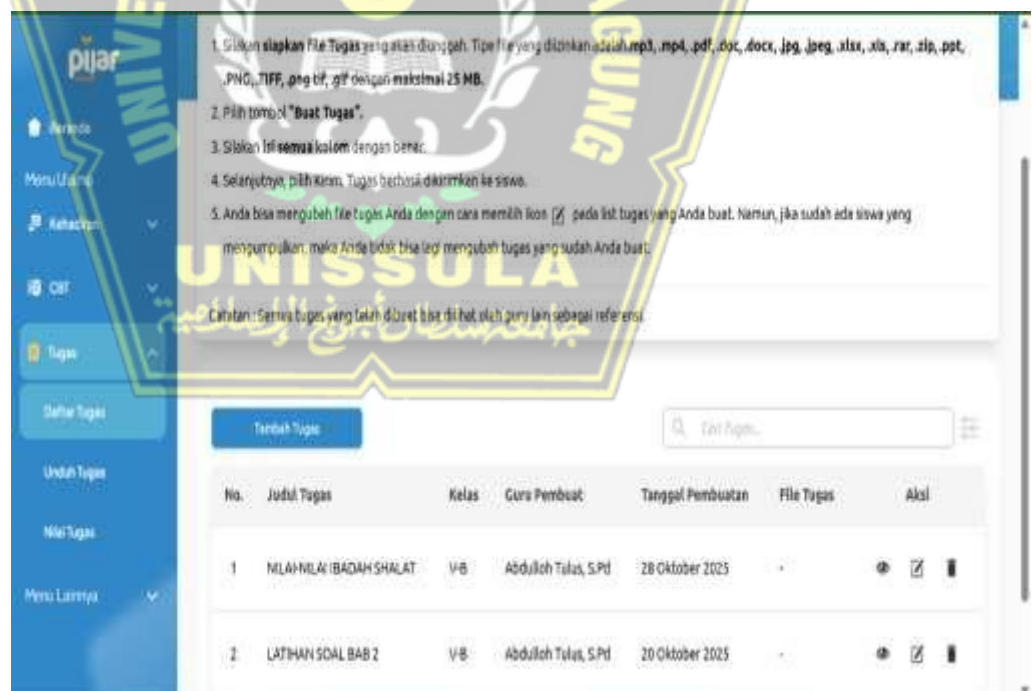 UNIVE
AGUNG
pijar
1. Silakan siapkan File Tugas yang akan diunggah. Tipe file yang diizinkan adalah mp3, .mp4, .pdf, .doc, .docx, .jpg, .jpeg, .xlsx, .xls, .rar, .zip, .ppt,
.PNG, .TIFF, .png tif, .gif dengan maksimal 25 MB.
2. Pilih tombol "Buat Tugas".
3. Silakan isi semua kolom dengan benar.
4. Selanjutnya, pilih Kirim. Tugas berhasil dikirimkan ke siswa.
5. Anda bisa mengubah file tugas Anda dengan cara memilih ikon pada list tugas yang Anda buat. Namun, jika sudah ada siswa yang
mengumpulkan, maka Anda tidak bisa lagi mengubah tugas yang sudah Anda buat.
Catatan : Semua tugas yang telah dibuat bisa dilihat oleh guru lain sebagai referensi.
UNISSULA
جامعة سلطان أجونج الإسلامية
Beranda
Menu Utama
Kehadiran
CBT
Tugas
Daftar Tugas
Unduh Tugas
Nilai Tugas
Menu Lainnya
Tambah Tugas
Cari Tugas...
No. Judul Tugas Kelas Guru Pembuat Tanggal Pembuatan File Tugas Aksi
1 NILAI-NILAI IBADAH SHALAT V-B Abdulloh Tulus, S.Pd 28 Oktober 2025 -
2 LATIHAN SOAL BAB 2 V-B Abdulloh Tulus, S.Pd 20 Oktober 2025 -